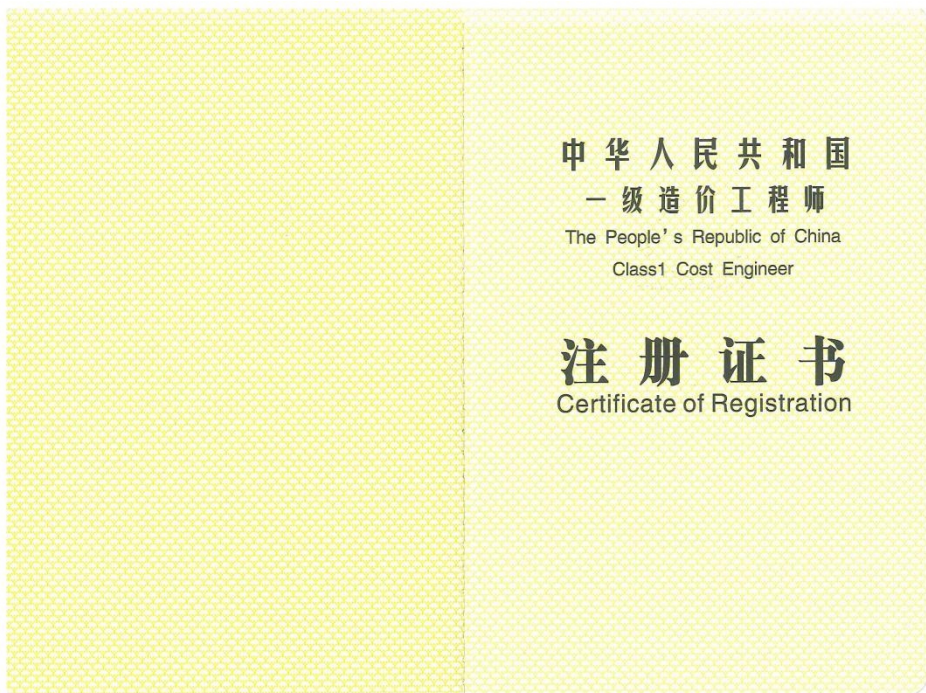 中华人民共和国
一级造价工程师
The People's Republic of China
Class1 Cost Engineer
注册证书
Certificate of Registration